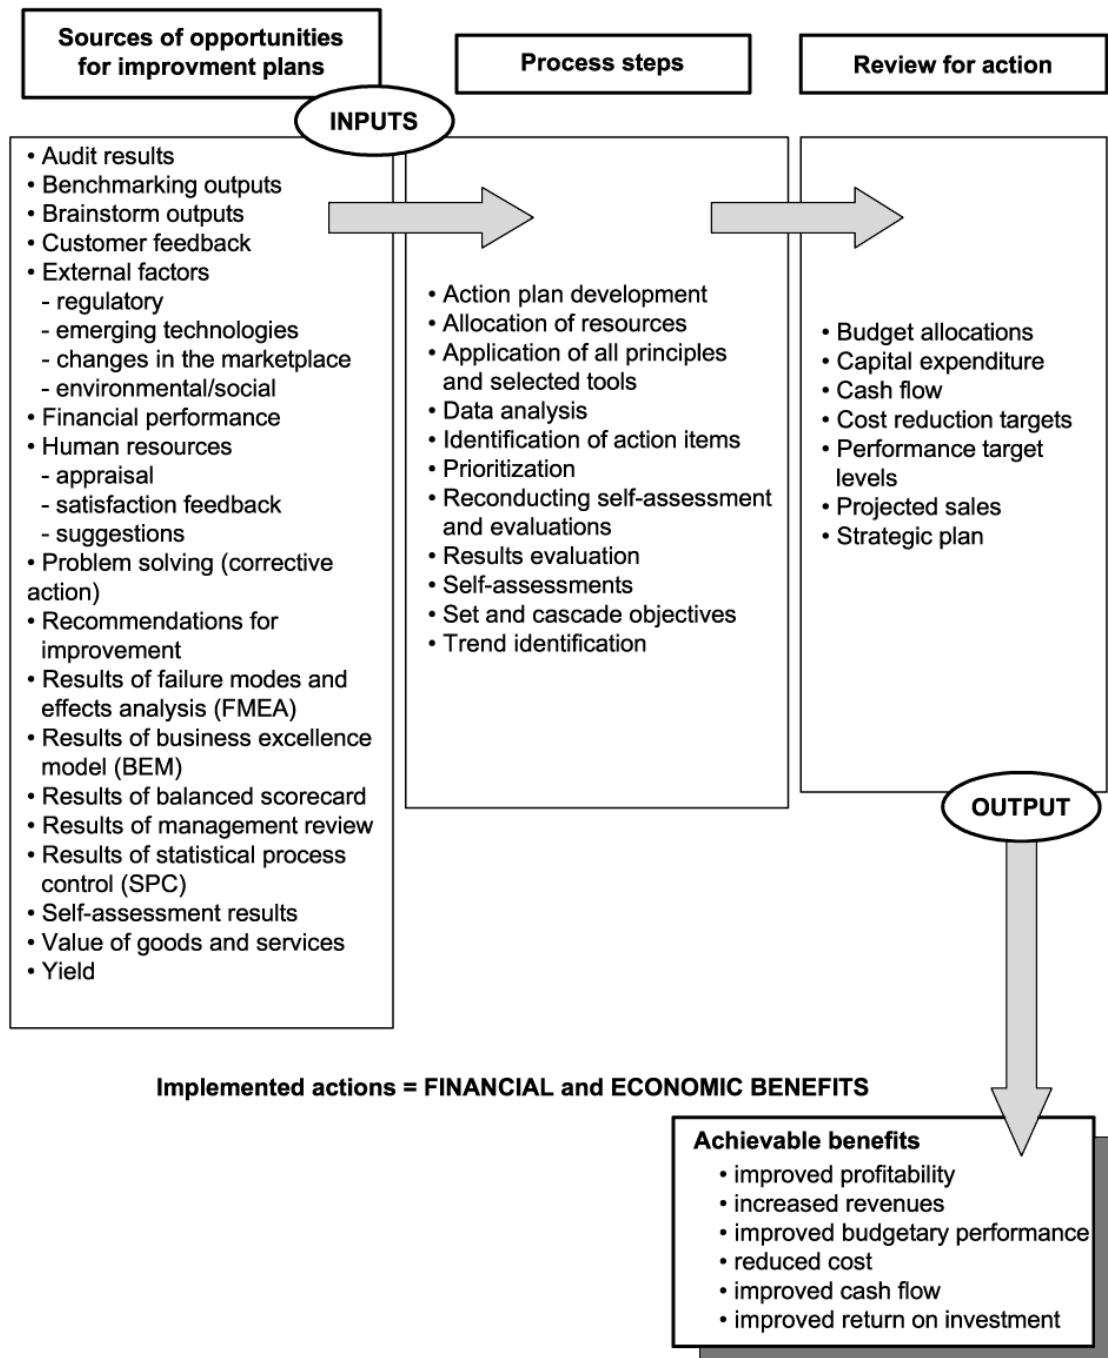 Sources of opportunities
for improvment plans
Process steps
Review for action
INPUTS
• Audit results
• Benchmarking outputs
• Brainstorm outputs
• Customer feedback
• External factors
- regulatory
- emerging technologies
- changes in the marketplace
- environmental/social
• Financial performance
• Human resources
- appraisal
- satisfaction feedback
- suggestions
• Problem solving (corrective
action)
• Recommendations for
improvement
• Results of failure modes and
effects analysis (FMEA)
• Results of business excellence
model (BEM)
• Results of balanced scorecard
• Results of management review
• Results of statistical process
control (SPC)
• Self-assessment results
• Value of goods and services
• Yield
• Action plan development
• Allocation of resources
• Application of all principles
and selected tools
• Data analysis
• Identification of action items
• Prioritization
• Reconducting self-assessment
and evaluations
• Results evaluation
• Self-assessments
• Set and cascade objectives
• Trend identification
• Budget allocations
• Capital expenditure
• Cash flow
• Cost reduction targets
• Performance target
levels
• Projected sales
• Strategic plan
OUTPUT
Implemented actions = FINANCIAL and ECONOMIC BENEFITS
Achievable benefits
• improved profitability
• increased revenues
• improved budgetary performance
• reduced cost
• improved cash flow
• improved return on investment